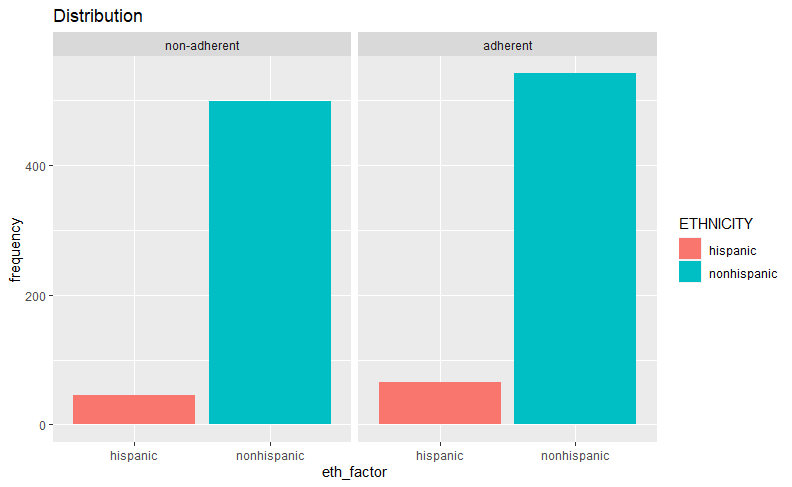 Distribution
non-adherent
adherent
frequency
400
200
0
hispanic
nonhispanic
hispanic
nonhispanic
eth_factor
ETHNICITY
hispanic
nonhispanic